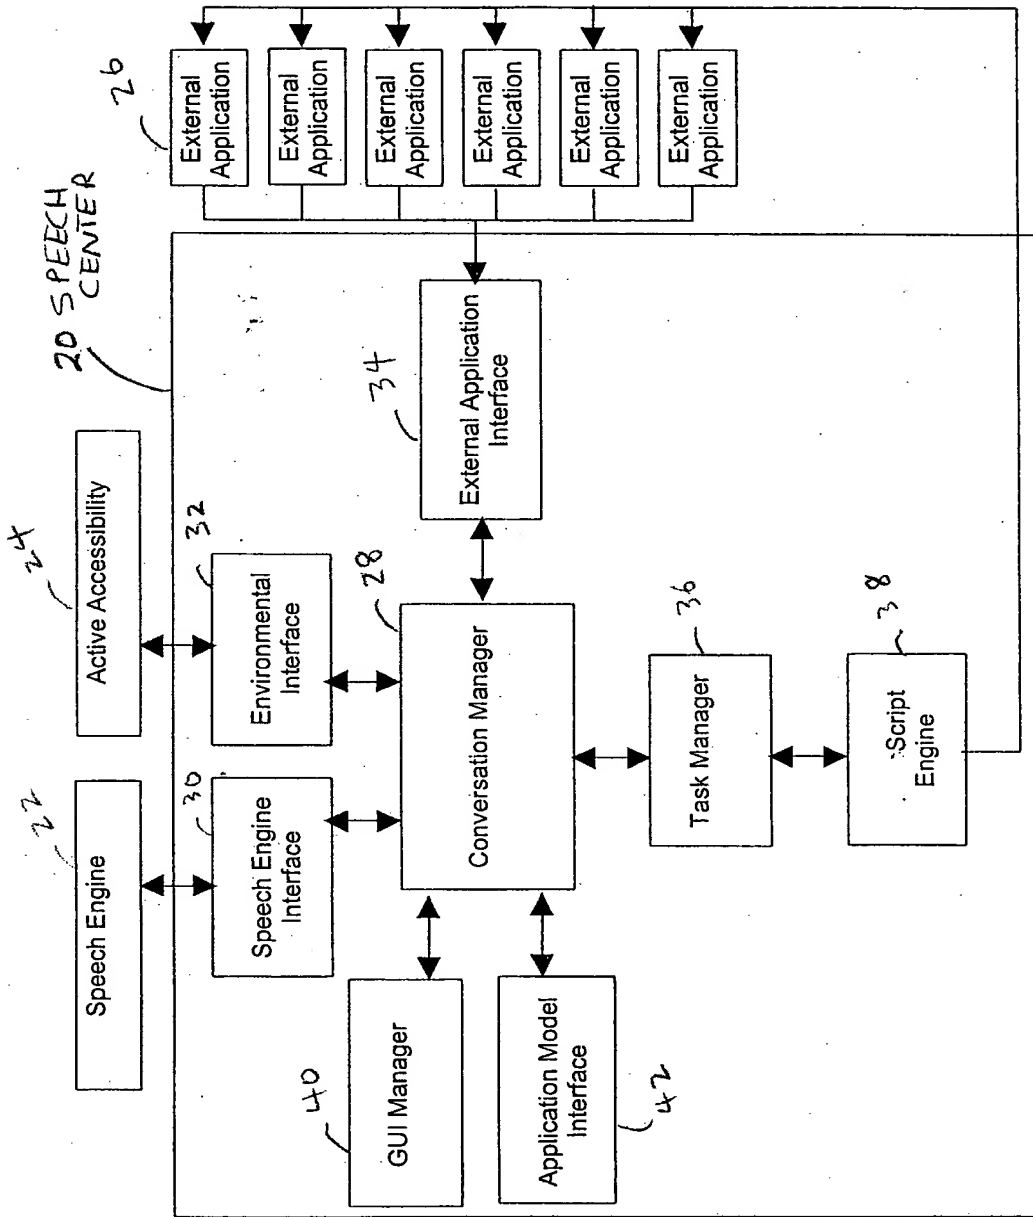 20 SPEECH
CENTER
22
Speech Engine
24
Active Accessibility
26
External
Application
External
Application
External
Application
External
Application
External
Application
External
Application
30
Speech Engine
Interface
32
Environmental
Interface
34
External Application
Interface
28
Conversation Manager
40
GUI Manager
42
Application Model
Interface
36
Task Manager
38
Script
Engine